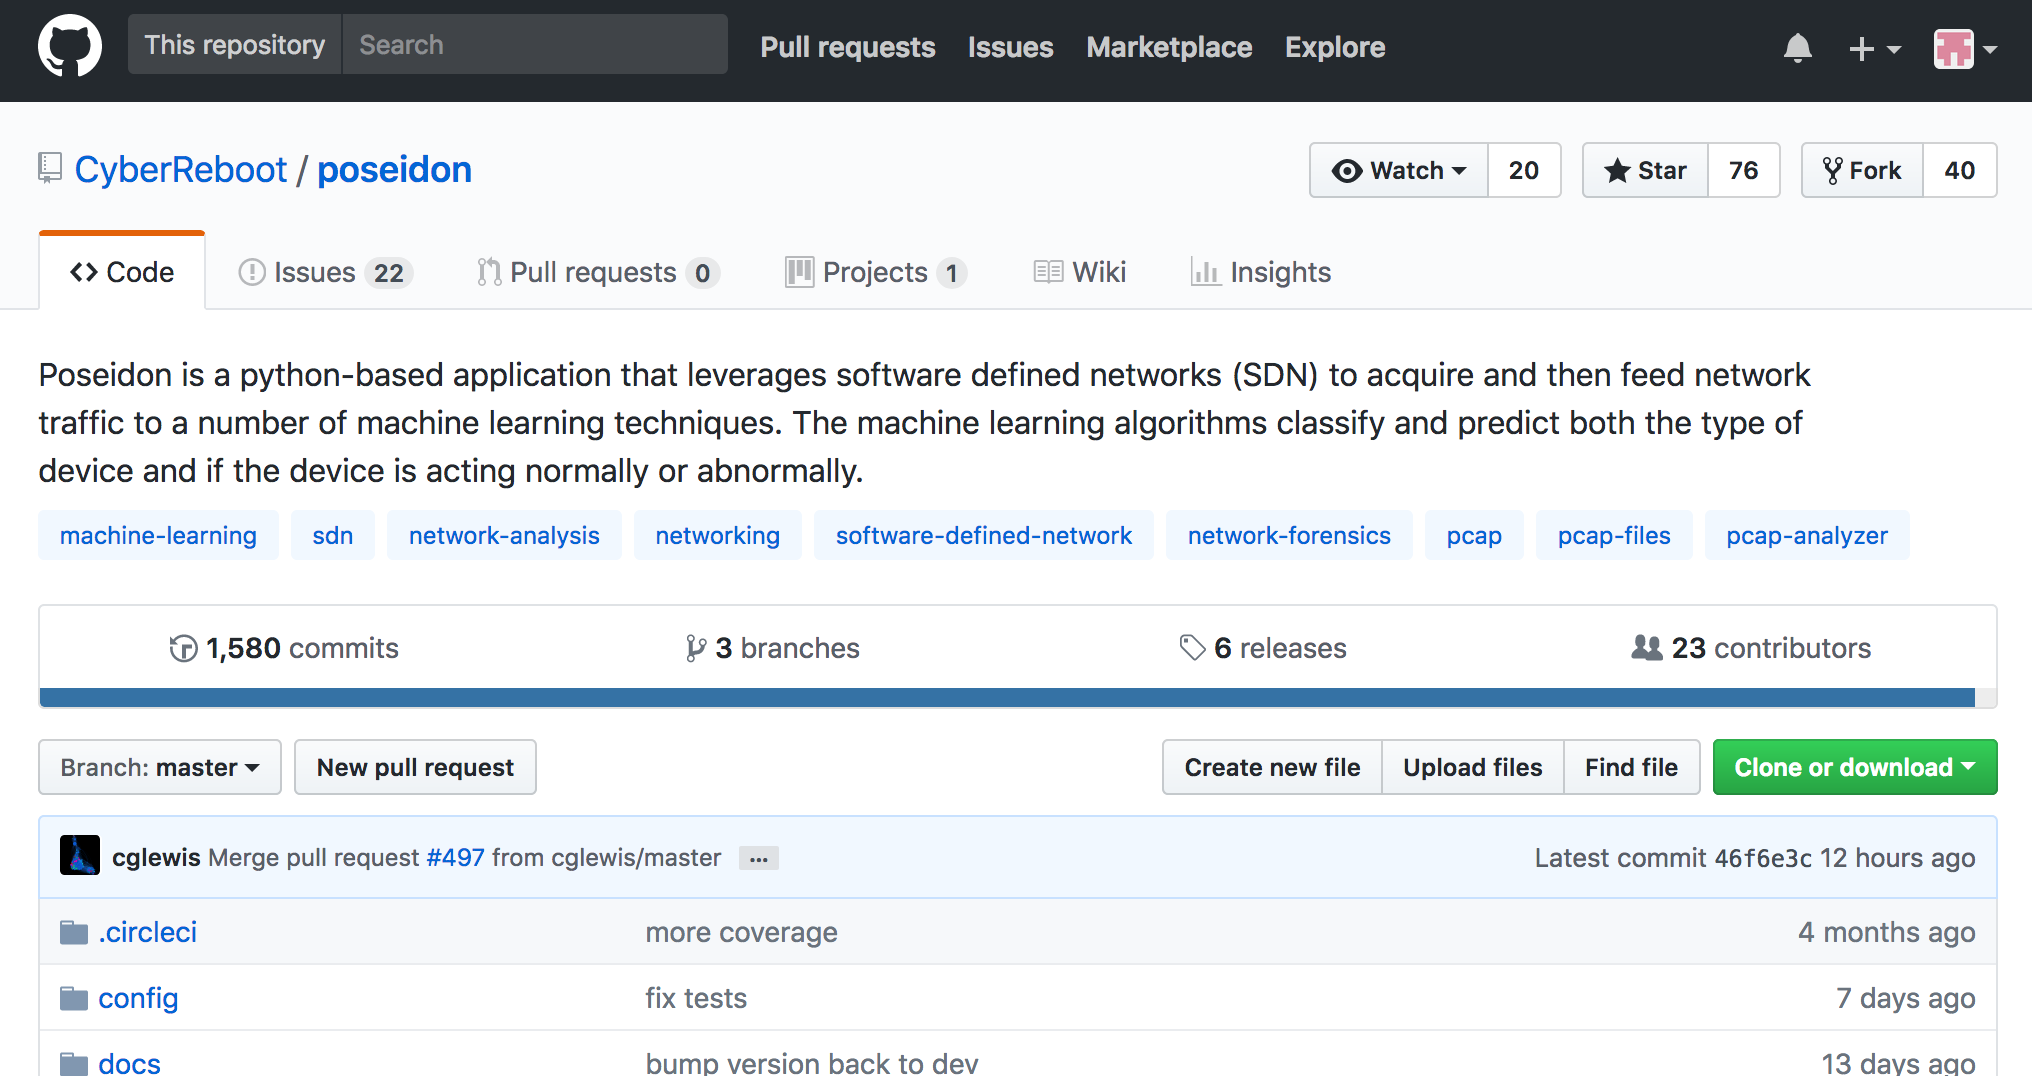 This repository Search Pull requests Issues Marketplace Explore
CyberReboot / poseidon Watch 20 Star 76 Fork 40
Code Issues 22 Pull requests 0 Projects 1 Wiki Insights
Poseidon is a python-based application that leverages software defined networks (SDN) to acquire and then feed network
traffic to a number of machine learning techniques. The machine learning algorithms classify and predict both the type of
device and if the device is acting normally or abnormally.
machine-learning sdn network-analysis networking software-defined-network network-forensics pcap pcap-files pcap-analyzer
1,580 commits 3 branches 6 releases 23 contributors
Branch: master New pull request Create new file Upload files Find file Clone or download
cglewis Merge pull request #497 from cglewis/master … Latest commit 46f6e3c 12 hours ago
.circleci more coverage 4 months ago
config fix tests 7 days ago
docs bump version back to dev 13 days ago